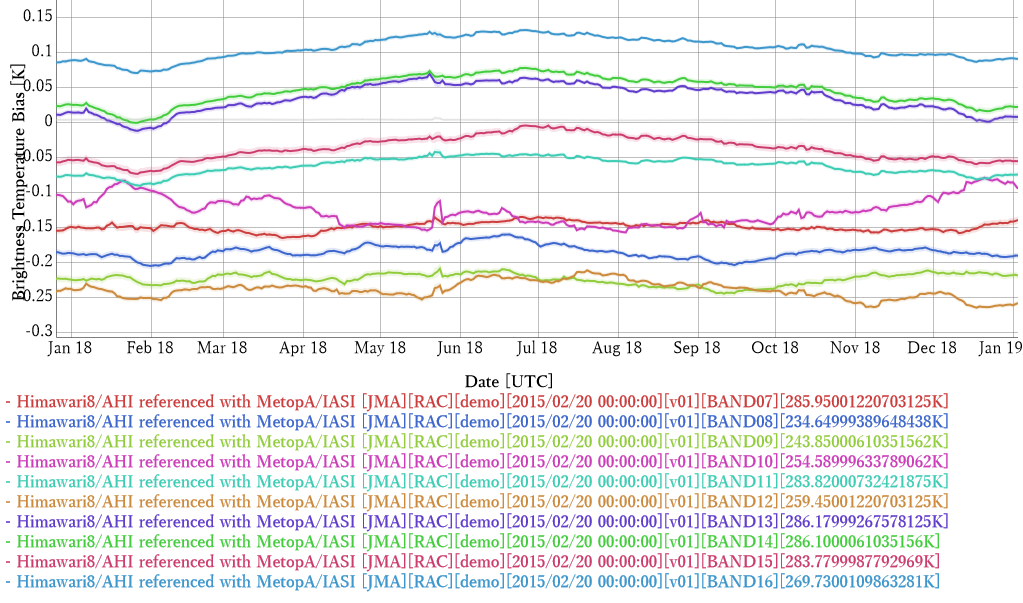 0.15
0.1
0.05
0
-0.05
-0.1
-0.15
-0.2
-0.25
-0.3
Brightness Temperature Bias [K]
Jan 18 Feb 18 Mar 18 Apr 18 May 18 Jun 18 Jul 18 Aug 18 Sep 18 Oct 18 Nov 18 Dec 18 Jan 19
Date [UTC]
- Himawari8/AHI referenced with MetopA/IASI [JMA][RAC][demo][2015/02/20 00:00:00][v01][BAND07][285.95001220703125K]
- Himawari8/AHI referenced with MetopA/IASI [JMA][RAC][demo][2015/02/20 00:00:00][v01][BAND08][234.64999389648438K]
- Himawari8/AHI referenced with MetopA/IASI [JMA][RAC][demo][2015/02/20 00:00:00][v01][BAND09][243.85000610351562K]
- Himawari8/AHI referenced with MetopA/IASI [JMA][RAC][demo][2015/02/20 00:00:00][v01][BAND10][254.58999633789062K]
- Himawari8/AHI referenced with MetopA/IASI [JMA][RAC][demo][2015/02/20 00:00:00][v01][BAND11][283.82000732421875K]
- Himawari8/AHI referenced with MetopA/IASI [JMA][RAC][demo][2015/02/20 00:00:00][v01][BAND12][259.45001220703125K]
- Himawari8/AHI referenced with MetopA/IASI [JMA][RAC][demo][2015/02/20 00:00:00][v01][BAND13][286.17999267578125K]
- Himawari8/AHI referenced with MetopA/IASI [JMA][RAC][demo][2015/02/20 00:00:00][v01][BAND14][286.1000061035156K]
- Himawari8/AHI referenced with MetopA/IASI [JMA][RAC][demo][2015/02/20 00:00:00][v01][BAND15][283.7799987792969K]
- Himawari8/AHI referenced with MetopA/IASI [JMA][RAC][demo][2015/02/20 00:00:00][v01][BAND16][269.7300109863281K]